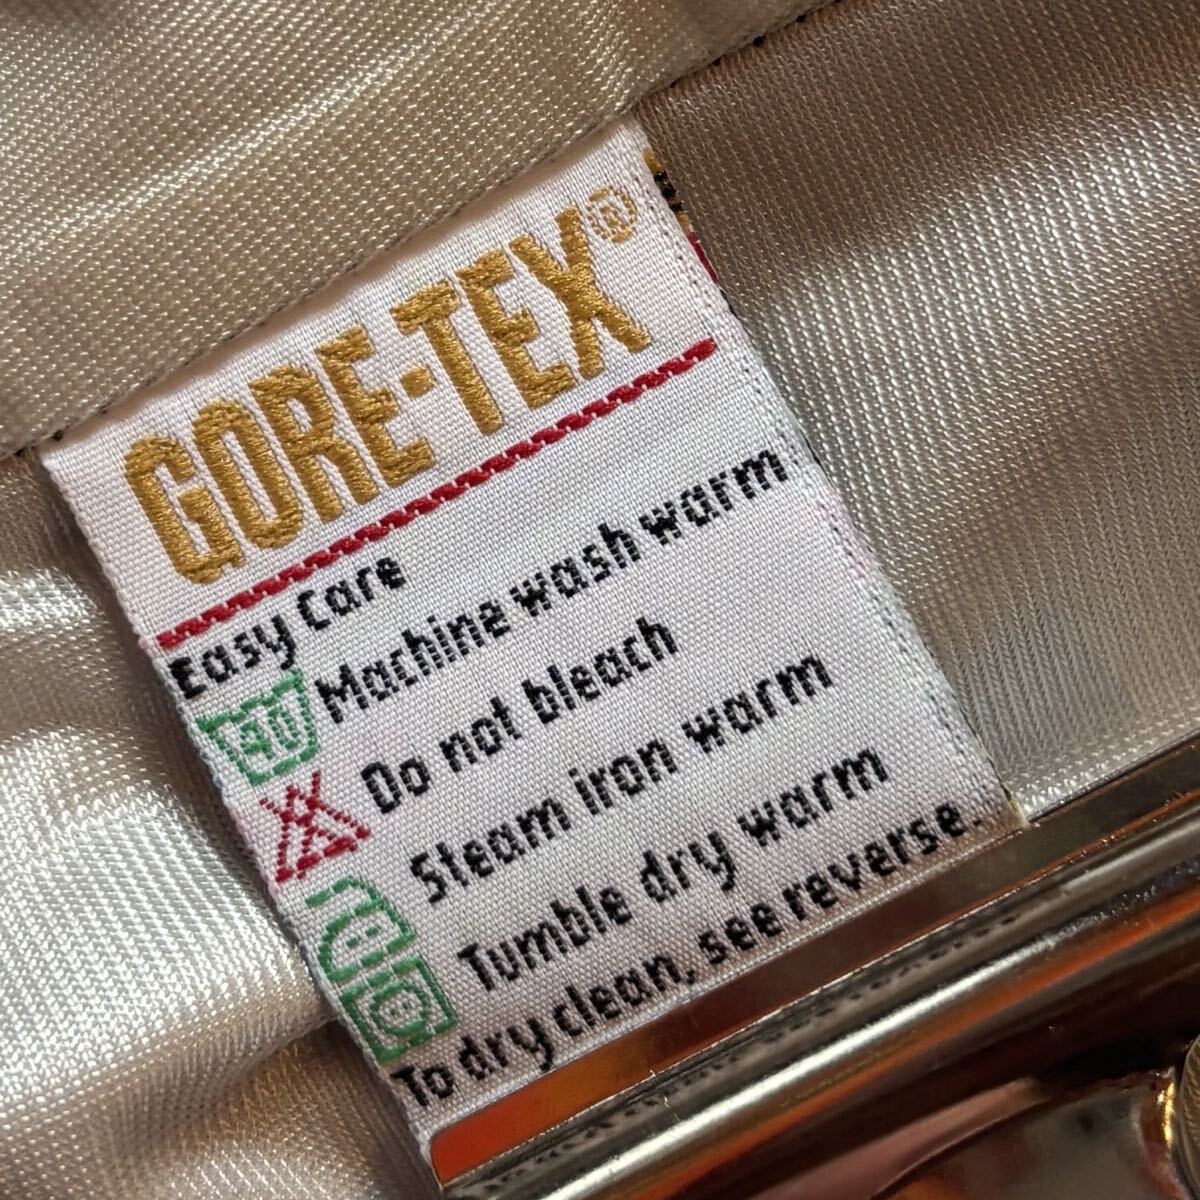 GORE-TEX®
Easy Care
40 Machine wash warm
Do not bleach
Steam iron warm
Tumble dry warm
To dry clean, see reverse.